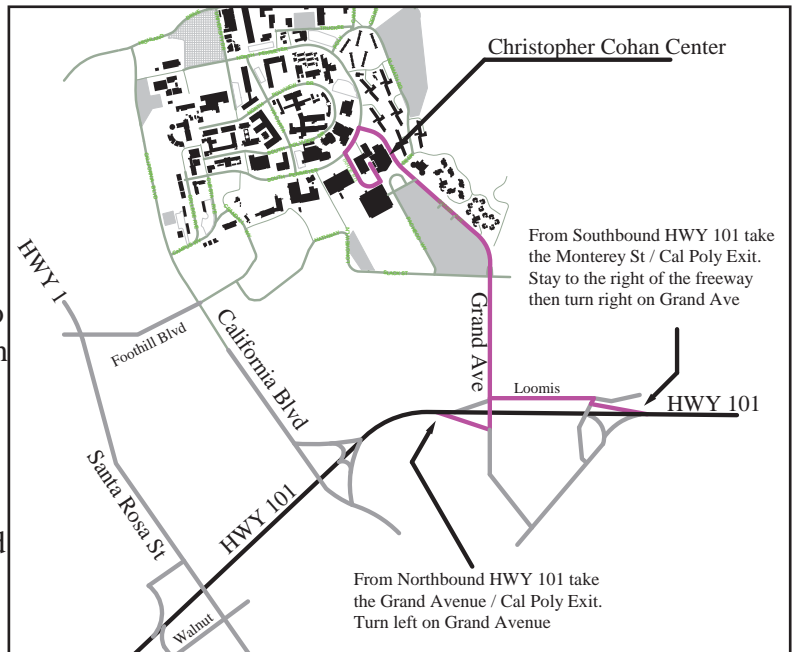 Christopher Cohan Center
From Southbound HWY 101 take
the Monterey St / Cal Poly Exit.
Stay to the right of the freeway
then turn right on Grand Ave
HWY 1
Foothill Blvd
California Blvd
Grand Ave
Loomis
HWY 101
Santa Rosa St
HWY 101
Walnut
From Northbound HWY 101 take
the Grand Avenue / Cal Poly Exit.
Turn left on Grand Avenue